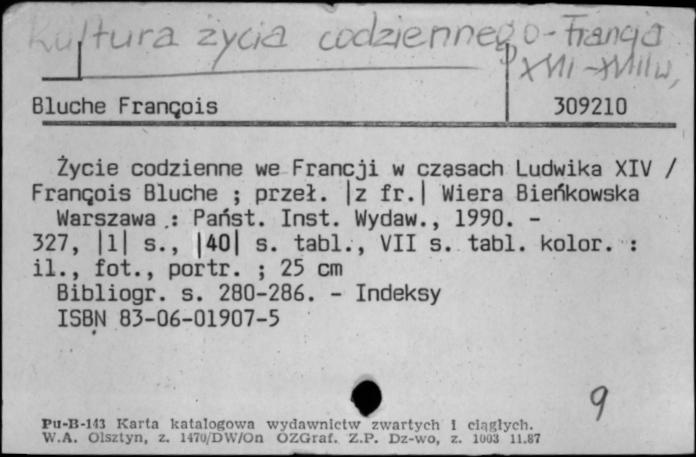 Kultura życia codziennego - Francja
XVII-XVIII w,
Bluche François 309210
Życie codzienne we Francji w czasach Ludwika XIV /
François Bluche ; przeł. |z fr.| Wiera Bieńkowska
Warszawa : Państ. Inst. Wydaw., 1990. -
327, |1| s., |40| s. tabl., VII s. tabl. kolor. :
il., fot., portr. ; 25 cm
Bibliogr. s. 280-286. - Indeksy
ISBN 83-06-01907-5
9
Pu-B-143 Karta katalogowa wydawnictw zwartych i ciągłych.
W.A. Olsztyn, z. 1470/DW/On OZGraf. Z.P. Dz-wo, z. 1003 11.87